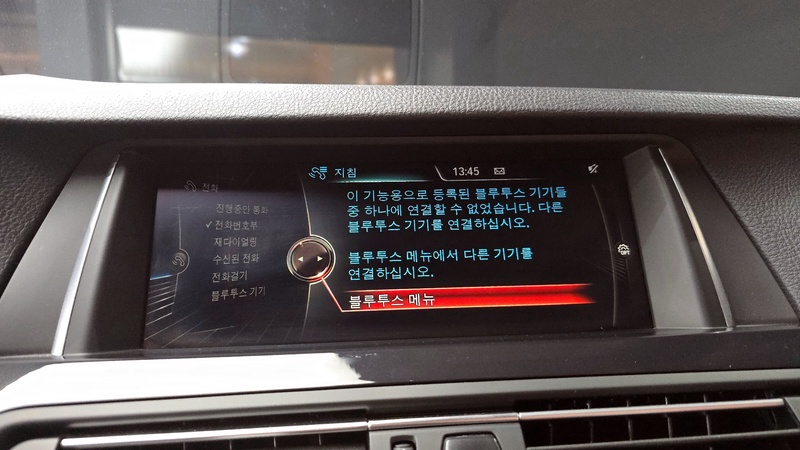 지침
13:45
전화
진행중인 통화
✓ 전화번호부
재다이얼링
수신된 전화
전화걸기
블루투스 기기
이 기능용으로 등록된 블루투스 기기들
중 하나에 연결할 수 없었습니다. 다른
블루투스 기기를 연결하십시오.
블루투스 메뉴에서 다른 기기를
연결하십시오.
블루투스 메뉴
OPT